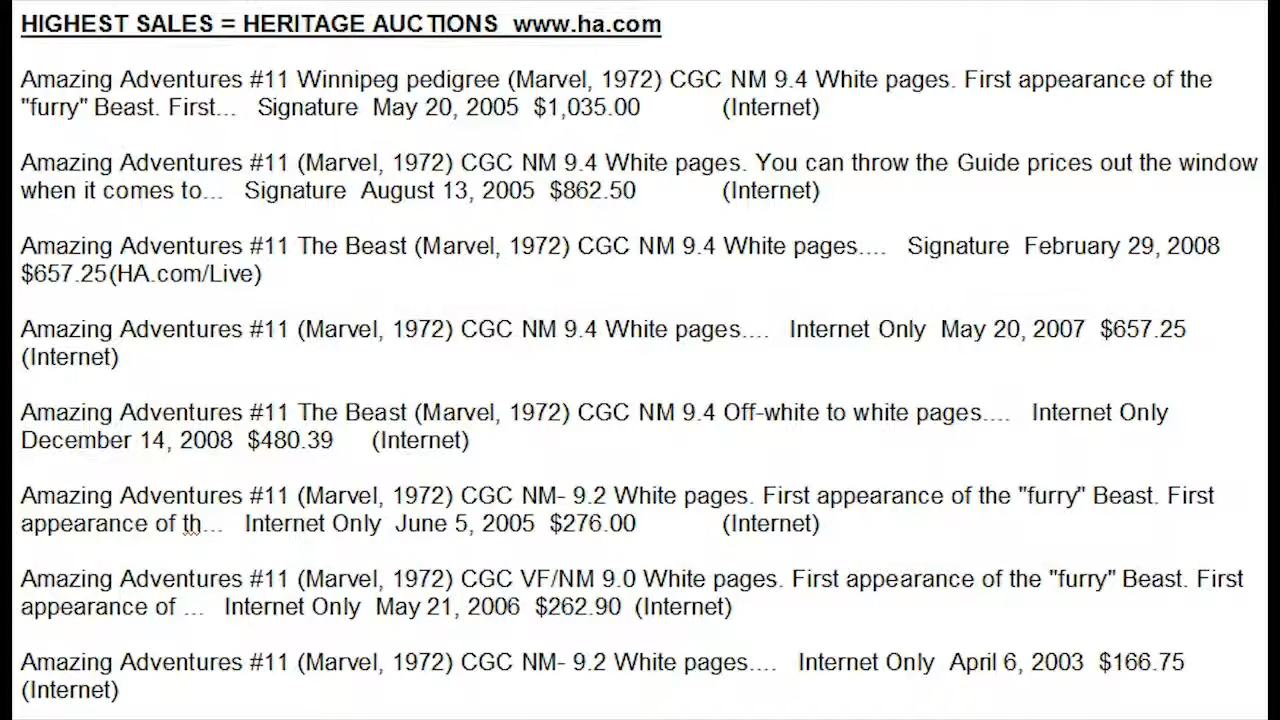 HIGHEST SALES = HERITAGE AUCTIONS www.ha.com
Amazing Adventures #11 Winnipeg pedigree (Marvel, 1972) CGC NM 9.4 White pages. First appearance of the
"furry" Beast. First... Signature May 20, 2005 $1,035.00 (Internet)
Amazing Adventures #11 (Marvel, 1972) CGC NM 9.4 White pages. You can throw the Guide prices out the window
when it comes to... Signature August 13, 2005 $862.50 (Internet)
Amazing Adventures #11 The Beast (Marvel, 1972) CGC NM 9.4 White pages.... Signature February 29, 2008
$657.25(HA.com/Live)
Amazing Adventures #11 (Marvel, 1972) CGC NM 9.4 White pages.... Internet Only May 20, 2007 $657.25
(Internet)
Amazing Adventures #11 The Beast (Marvel, 1972) CGC NM 9.4 Off-white to white pages.... Internet Only
December 14, 2008 $480.39 (Internet)
Amazing Adventures #11 (Marvel, 1972) CGC NM- 9.2 White pages. First appearance of the "furry" Beast. First
appearance of th... Internet Only June 5, 2005 $276.00 (Internet)
Amazing Adventures #11 (Marvel, 1972) CGC VF/NM 9.0 White pages. First appearance of the "furry" Beast. First
appearance of ... Internet Only May 21, 2006 $262.90 (Internet)
Amazing Adventures #11 (Marvel, 1972) CGC NM- 9.2 White pages.... Internet Only April 6, 2003 $166.75
(Internet)